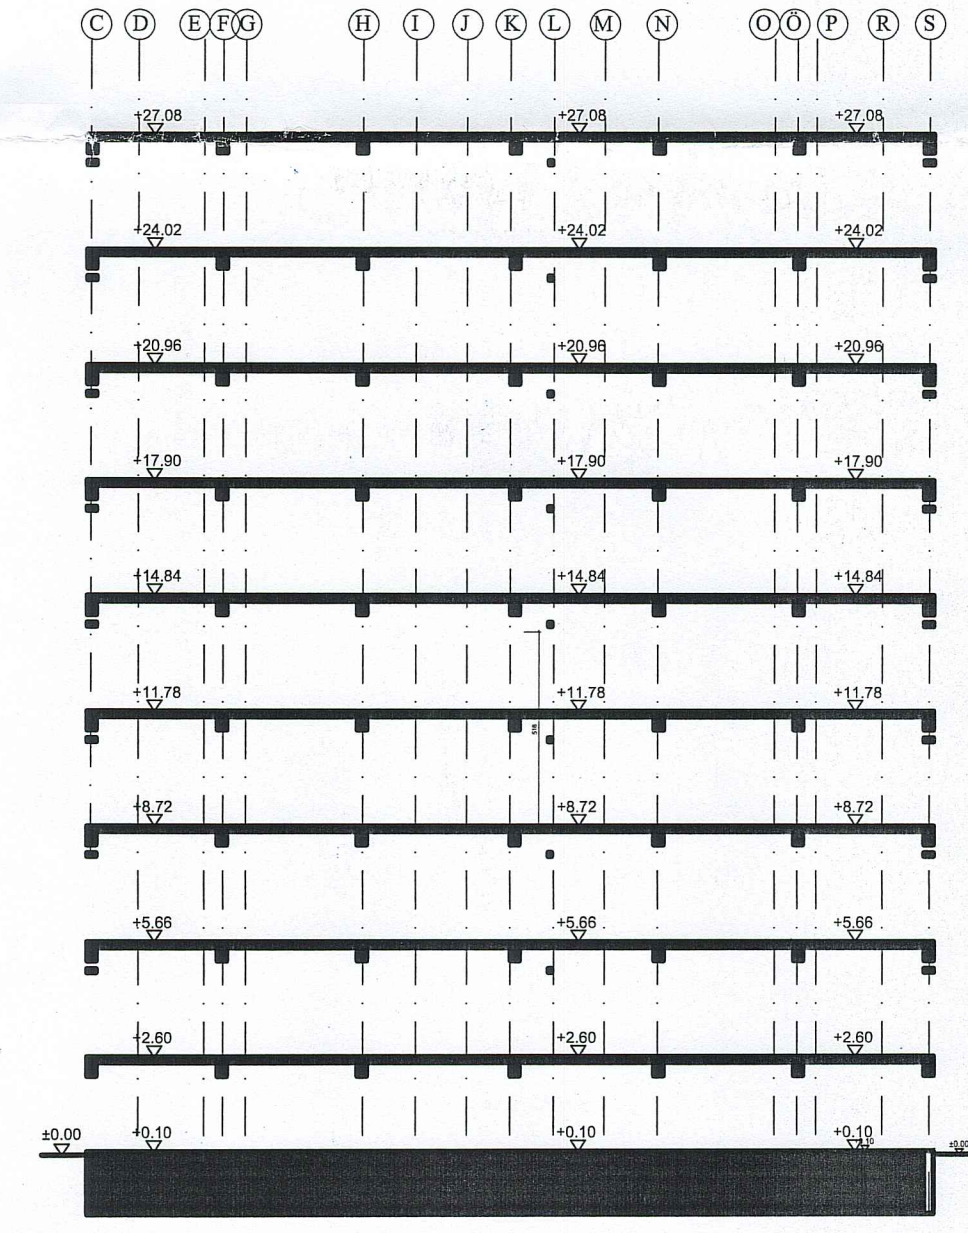 C D E F G H I J K L M N O Ö P R S
+27.08 +27.08 +27.08
+24.02 +24.02 +24.02
+20.96 +20.96 +20.96
+17.90 +17.90 +17.90
+14.84 +14.84 +14.84
+11.78 +11.78 +11.78
518
+8.72 +8.72 +8.72
+5.66 +5.66 +5.66
+2.60 +2.60 +2.60
±0.00 +0.10 +0.10 +0.10 ±0.00